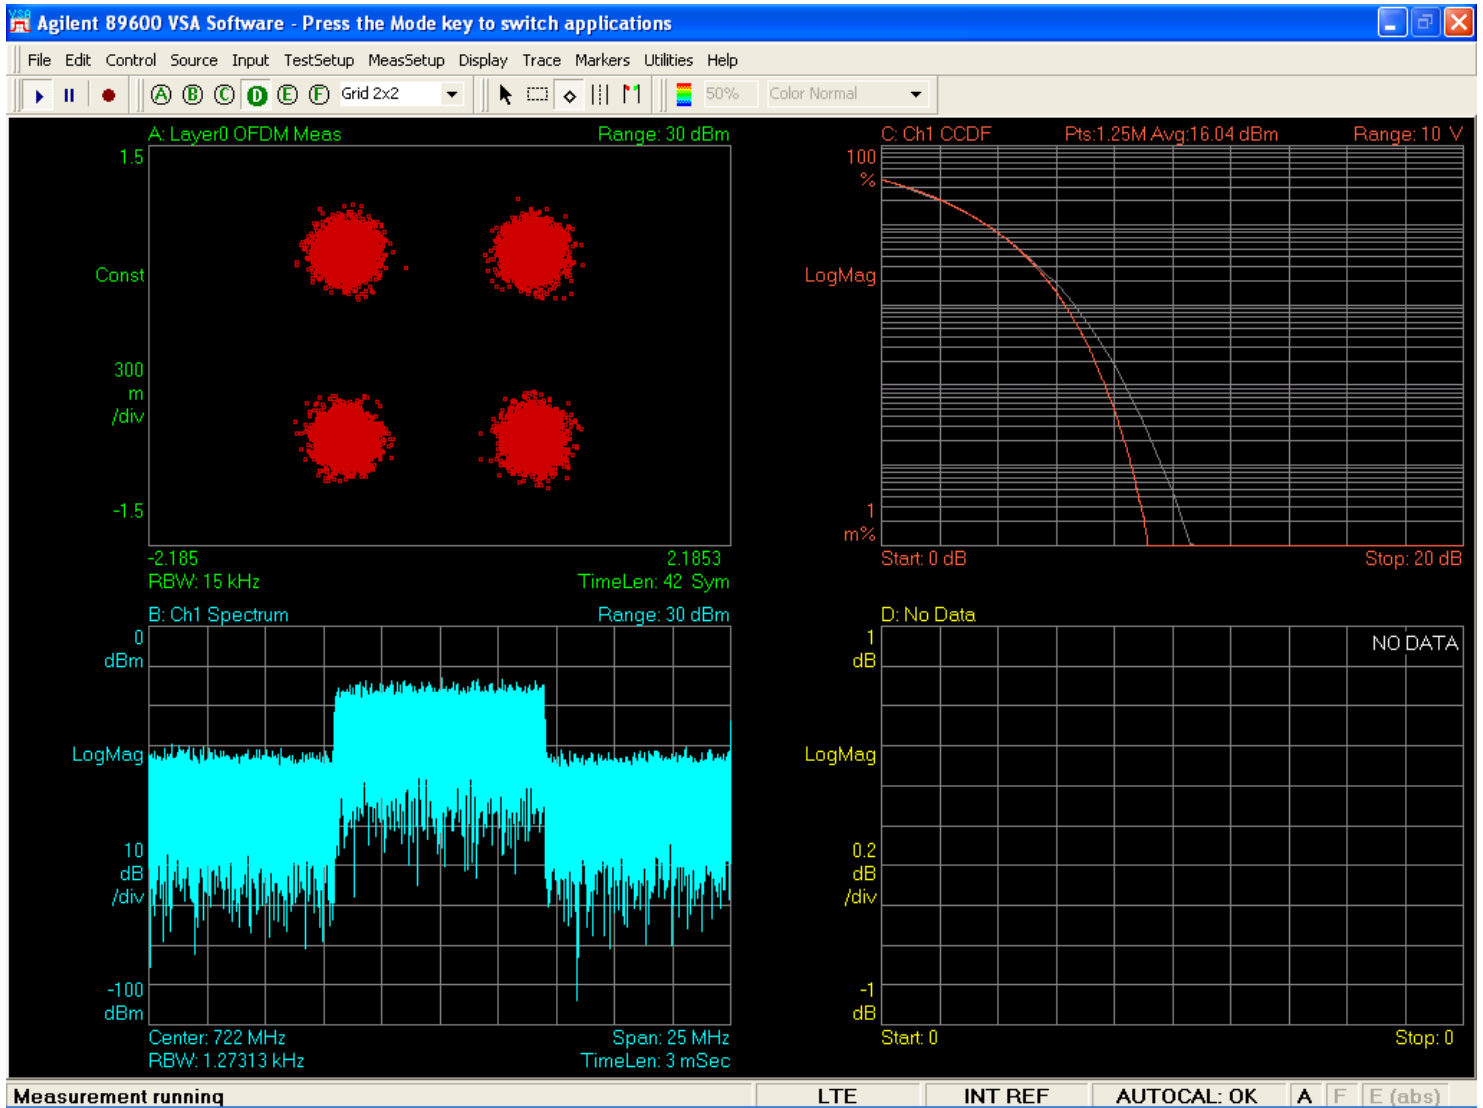 Agilent 89600 VSA Software - Press the Mode key to switch applications
File Edit Control Source Input TestSetup MeasSetup Display Trace Markers Utilities Help
A B C D E F Grid 2x2 50% Color Normal
A: Layer0 OFDM Meas Range: 30 dBm
1.5
Const
300
m
/div
-1.5
-2.185 2.1853
RBW: 15 kHz TimeLen: 42 Sym
C: Ch1 CCDF Pts:1.25M Avg:16.04 dBm Range: 10 V
100
%
LogMag
1
m%
Start: 0 dB Stop: 20 dB
B: Ch1 Spectrum Range: 30 dBm
0
dBm
LogMag
10
dB
/div
-100
dBm
Center: 722 MHz Span: 25 MHz
RBW: 1.27313 kHz TimeLen: 3 mSec
D: No Data
1
dB
NO DATA
LogMag
0.2
dB
/div
-1
dB
Start: 0 Stop: 0
Measurement running LTE INT REF AUTOCAL: OK A F E (abs)